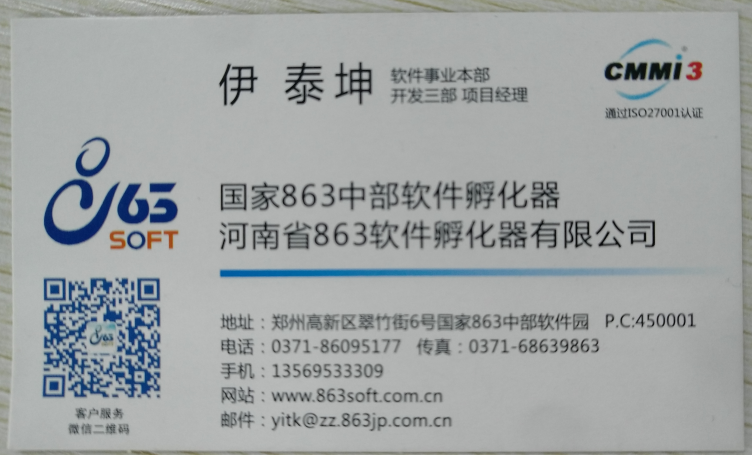 伊 泰坤
软件事业本部
开发三部 项目经理
CMMi 3
通过ISO27001认证
863
SOFT
国家863中部软件孵化器
河南省863软件孵化器有限公司
地址：郑州高新区翠竹街6号国家863中部软件园 P.C:450001
电话：0371-86095177 传真：0371-68639863
手机：13569533309
网站：www.863soft.com.cn
邮件：yitk@zz.863jp.com.cn
客户服务
微信二维码